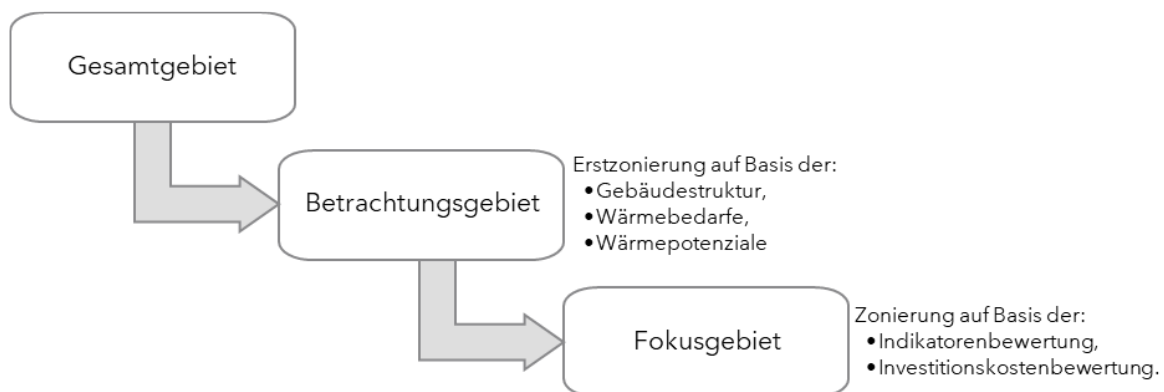 Gesamtgebiet
Betrachtungsgebiet
Erstzonierung auf Basis der:
•Gebäudestruktur,
•Wärmebedarfe,
•Wärmepotenziale
Fokusgebiet
Zonierung auf Basis der:
•Indikatorenbewertung,
•Investitionskostenbewertung.